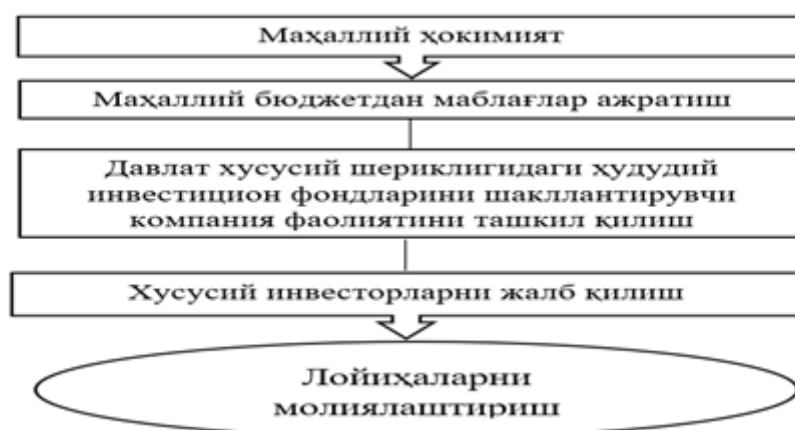 Маҳаллий ҳокимият
Маҳаллий бюджетдан маблағлар ажратиш
Давлат хусусий шериклигидаги ҳудудий
инвестицион фондларини шакллантирувчи
компания фаолиятини ташкил қилиш
Хусусий инвесторларни жалб қилиш
Лойиҳаларни
молиялаштириш